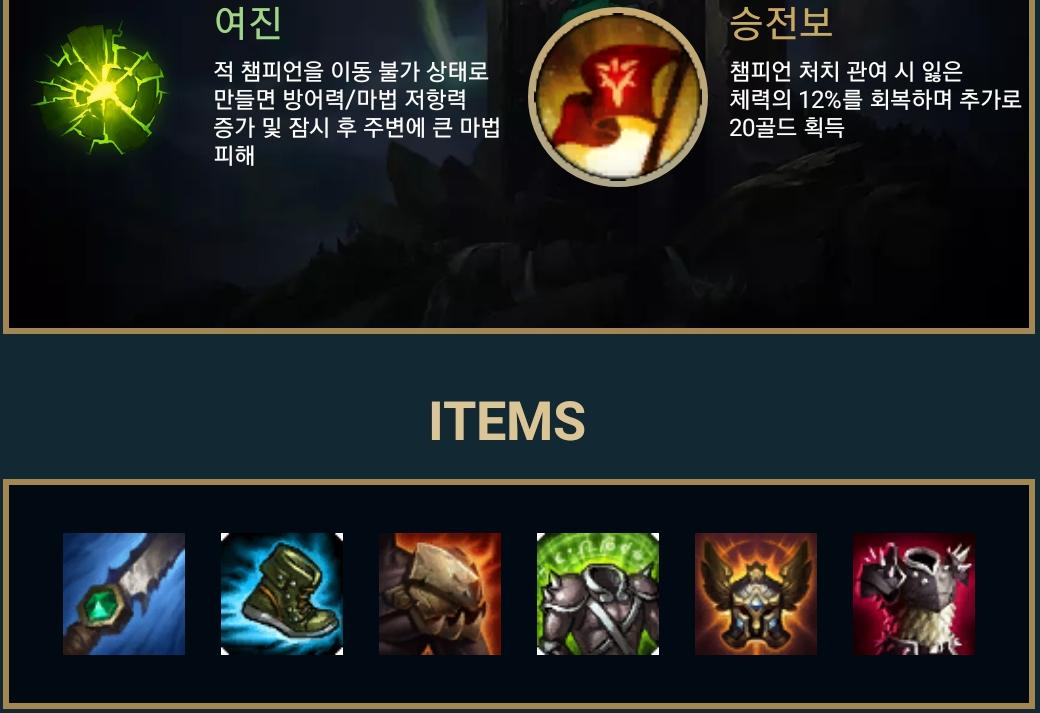 여진
적 챔피언을 이동 불가 상태로
만들면 방어력/마법 저항력
증가 및 잠시 후 주변에 큰 마법
피해
승전보
챔피언 처치 관여 시 잃은
체력의 12%를 회복하며 추가로
20골드 획득
ITEMS